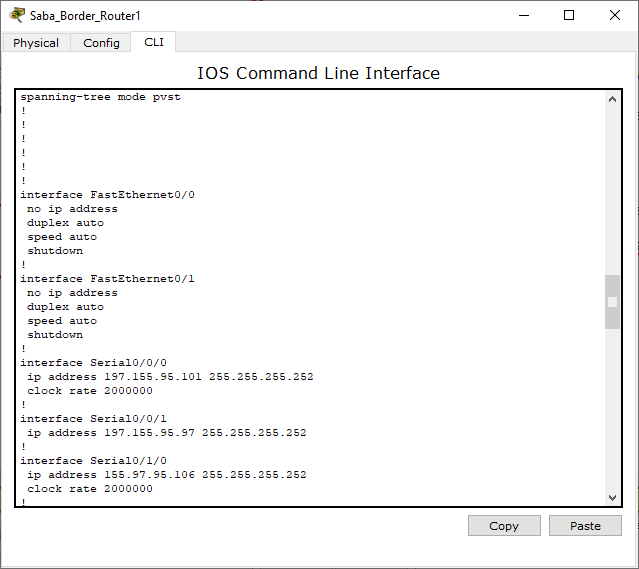 Saba_Border_Router1
Physical Config CLI
IOS Command Line Interface
spanning-tree mode pvst
!
!
!
!
!
!
interface FastEthernet0/0
no ip address
duplex auto
speed auto
shutdown
!
interface FastEthernet0/1
no ip address
duplex auto
speed auto
shutdown
!
interface Serial0/0/0
ip address 197.155.95.101 255.255.255.252
clock rate 2000000
!
interface Serial0/0/1
ip address 197.155.95.97 255.255.255.252
!
interface Serial0/1/0
ip address 155.97.95.106 255.255.255.252
clock rate 2000000
!
Copy Paste